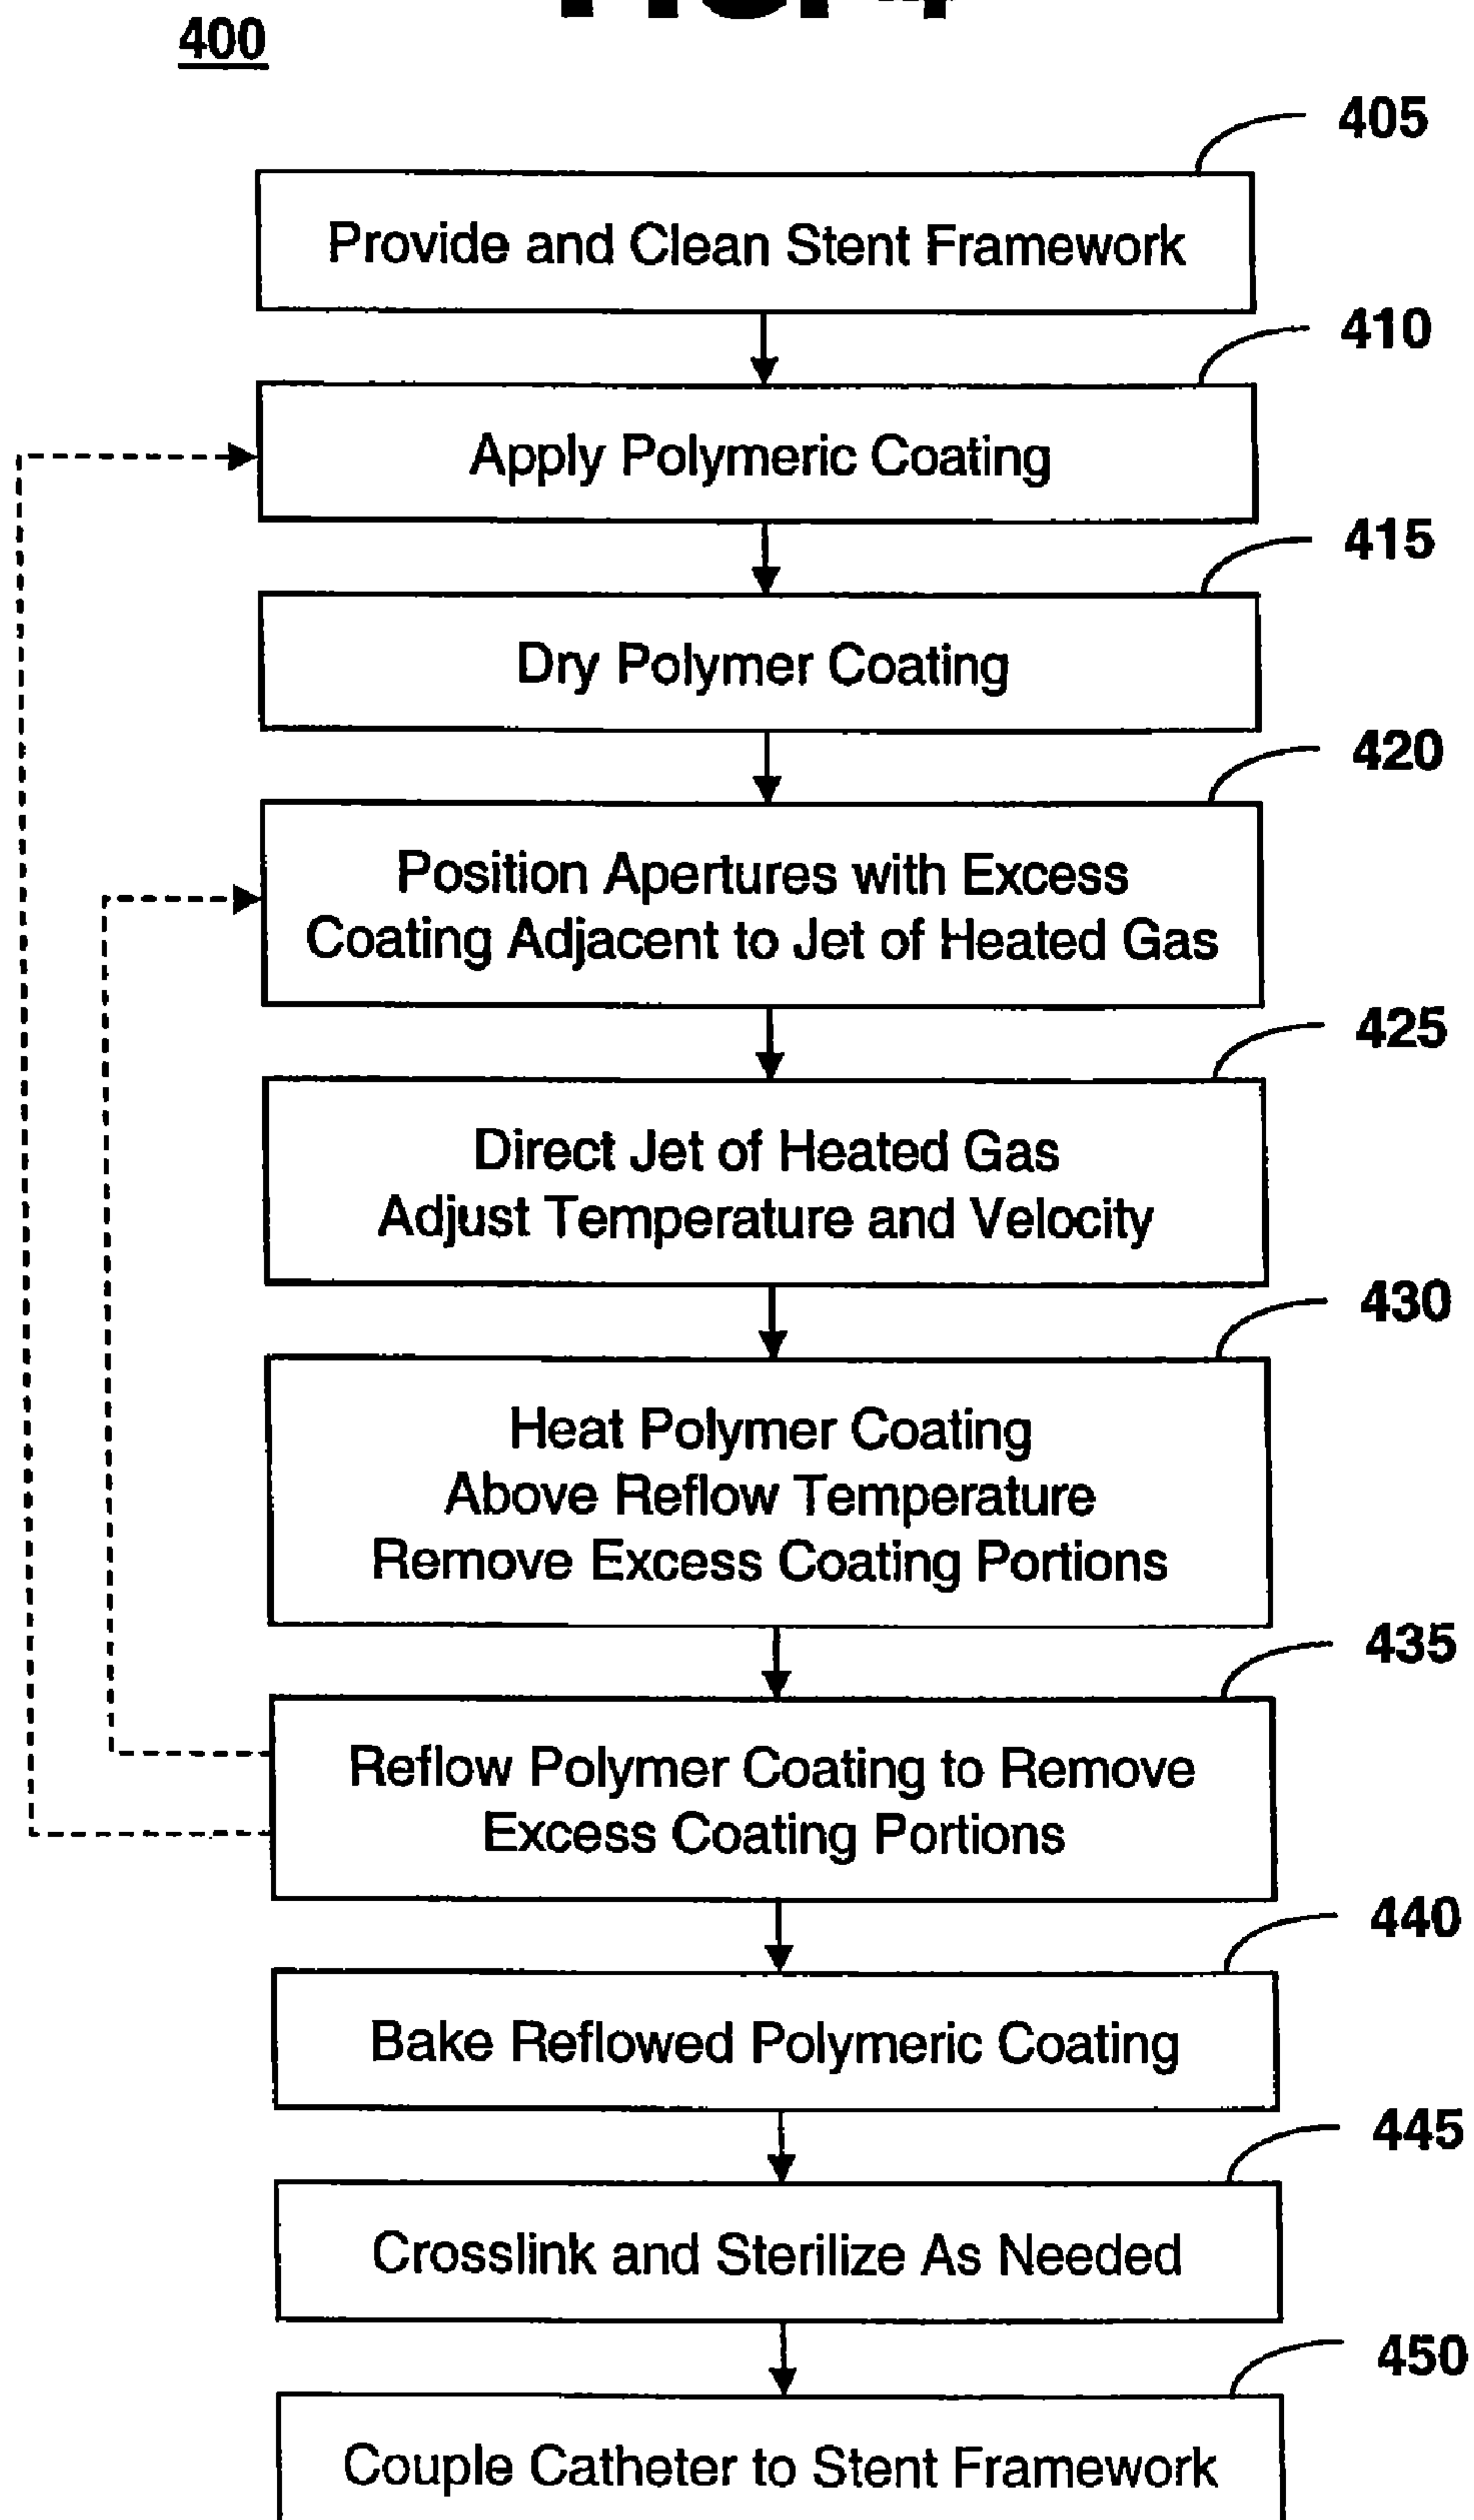 400
405
Provide and Clean Stent Framework
410
Apply Polymeric Coating
415
Dry Polymer Coating
420
Position Apertures with Excess
Coating Adjacent to Jet of Heated Gas
425
Direct Jet of Heated Gas
Adjust Temperature and Velocity
430
Heat Polymer Coating
Above Reflow Temperature
Remove Excess Coating Portions
435
Reflow Polymer Coating to Remove
Excess Coating Portions
440
Bake Reflowed Polymeric Coating
445
Crosslink and Sterilize As Needed
450
Couple Catheter to Stent Framework